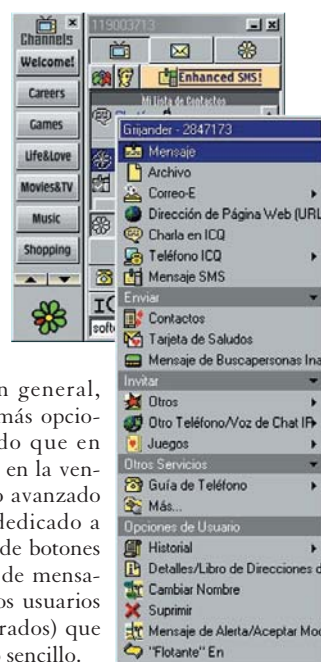 Channels
Welcome!
Careers
Games
Life&Love
Movies&TV
Music
Shopping
119003713
Enhanced SMS!
Mi Lista de Contactos
Grijander - 2847173
Mensaje
Archivo
Correo-E
Dirección de Página Web (URL
Charla en ICQ
Teléfono ICQ
Mensaje SMS
Enviar
Contactos
Tarjeta de Saludos
Mensaje de Buscapersonas Ina
Invitar
Otros
Otro Teléfono/Voz de Chat IP
Juegos
Otros Servicios
Guía de Teléfono
Más...
Opciones de Usuario
Historial
Detalles/Libro de Direcciones d
Cambiar Nombre
Suprimir
Mensaje de Alerta/Aceptar Mod
"Flotante" En
n general,
más opcio-
do que en
en la ven-
o avanzado
dedicado a
de botones
de mensa-
os usuarios
rados) que
o sencillo.